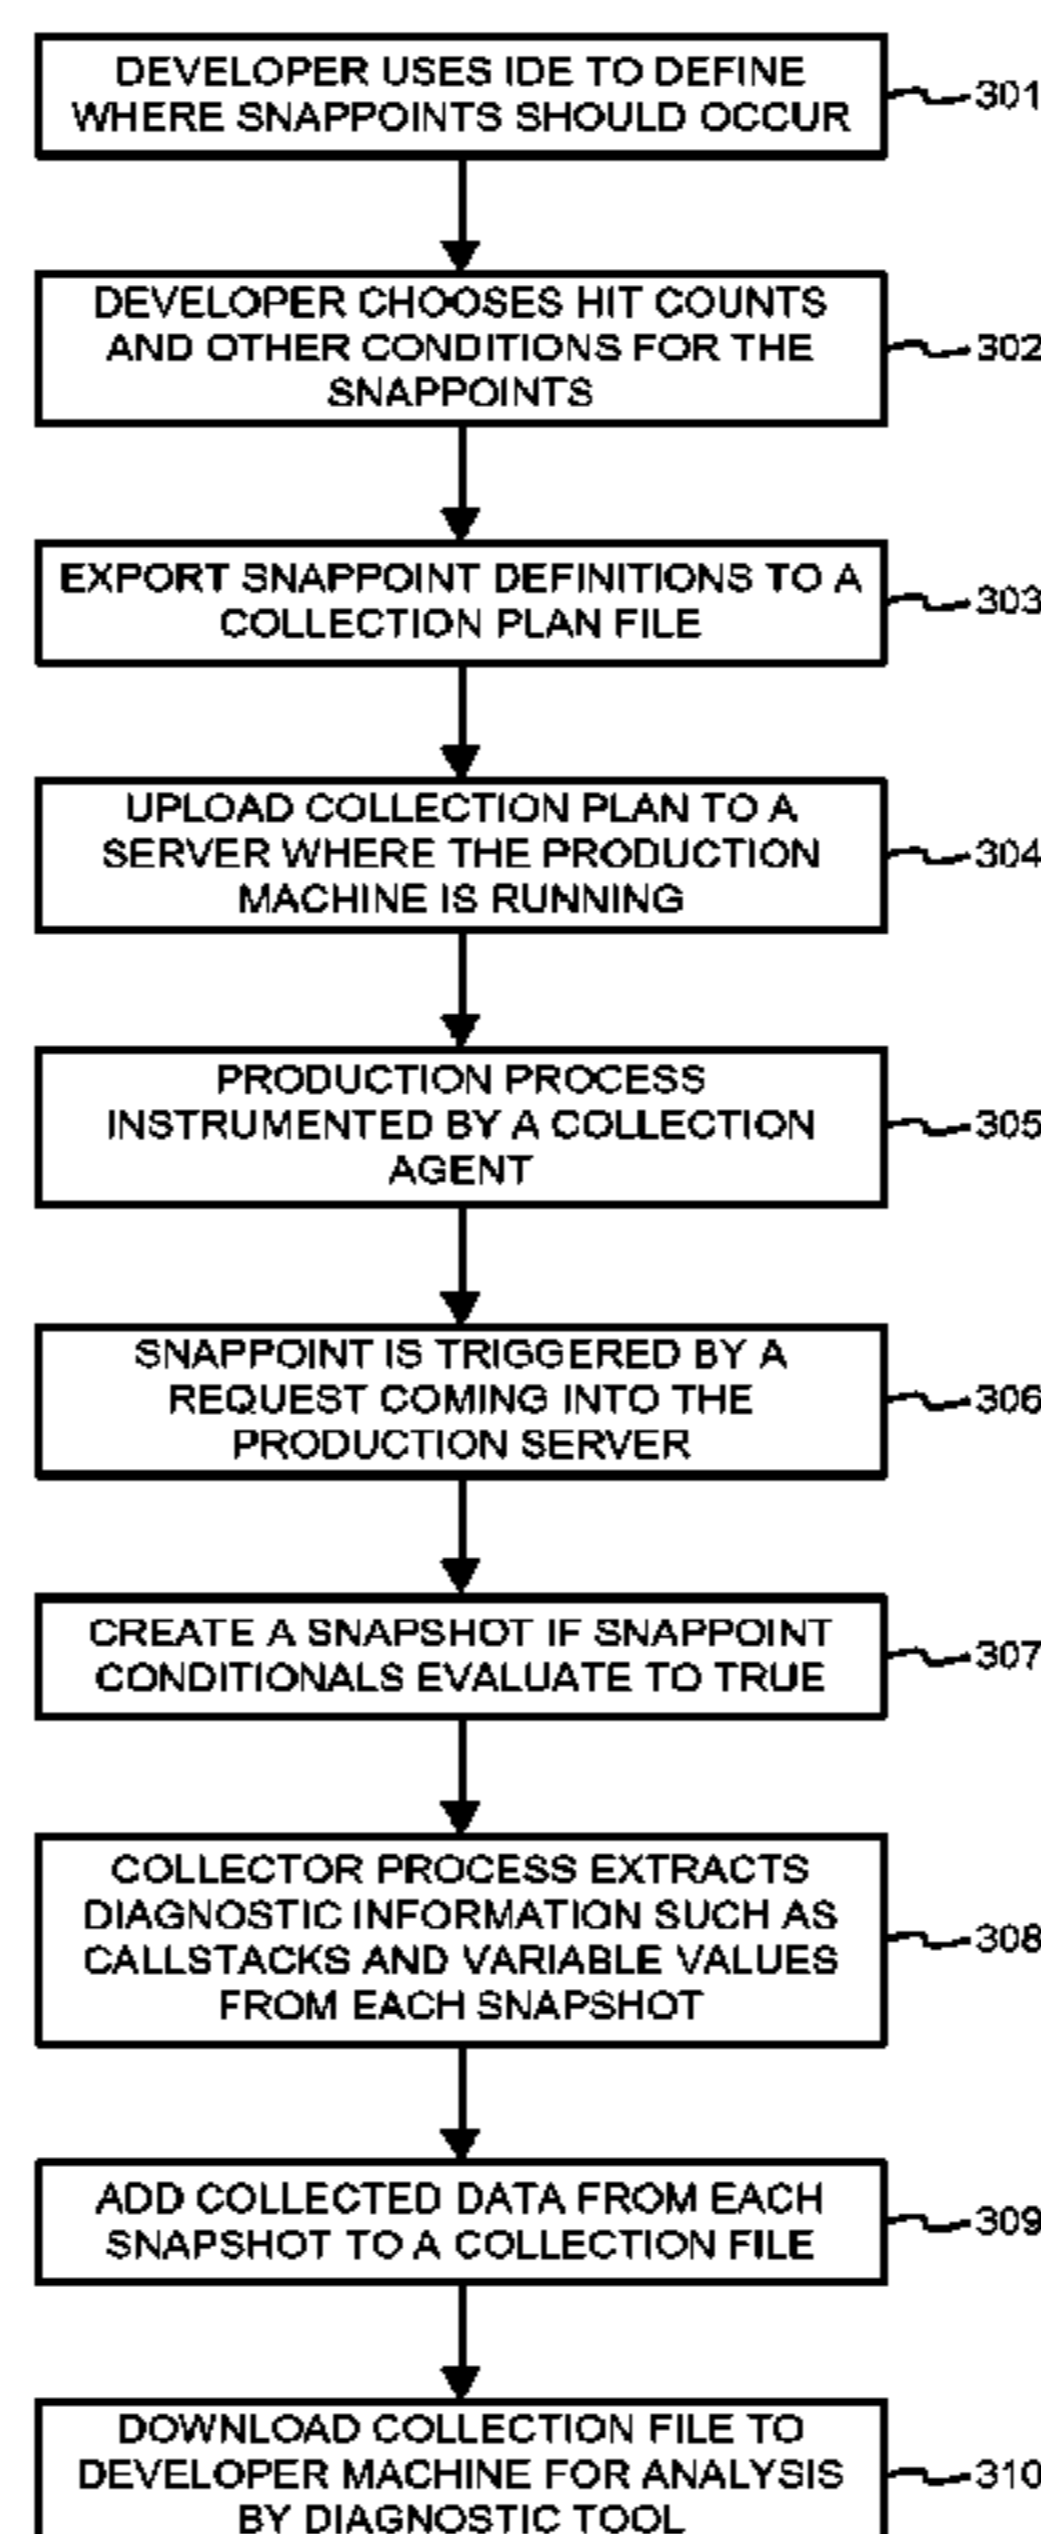 DEVELOPER USES IDE TO DEFINE
WHERE SNAPPOINTS SHOULD OCCUR
301
DEVELOPER CHOOSES HIT COUNTS
AND OTHER CONDITIONS FOR THE
SNAPPOINTS
302
EXPORT SNAPPOINT DEFINITIONS TO A
COLLECTION PLAN FILE
303
UPLOAD COLLECTION PLAN TO A
SERVER WHERE THE PRODUCTION
MACHINE IS RUNNING
304
PRODUCTION PROCESS
INSTRUMENTED BY A COLLECTION
AGENT
305
SNAPPOINT IS TRIGGERED BY A
REQUEST COMING INTO THE
PRODUCTION SERVER
306
CREATE A SNAPSHOT IF SNAPPOINT
CONDITIONALS EVALUATE TO TRUE
307
COLLECTOR PROCESS EXTRACTS
DIAGNOSTIC INFORMATION SUCH AS
CALLSTACKS AND VARIABLE VALUES
FROM EACH SNAPSHOT
308
ADD COLLECTED DATA FROM EACH
SNAPSHOT TO A COLLECTION FILE
309
DOWNLOAD COLLECTION FILE TO
DEVELOPER MACHINE FOR ANALYSIS
BY DIAGNOSTIC TOOL
310